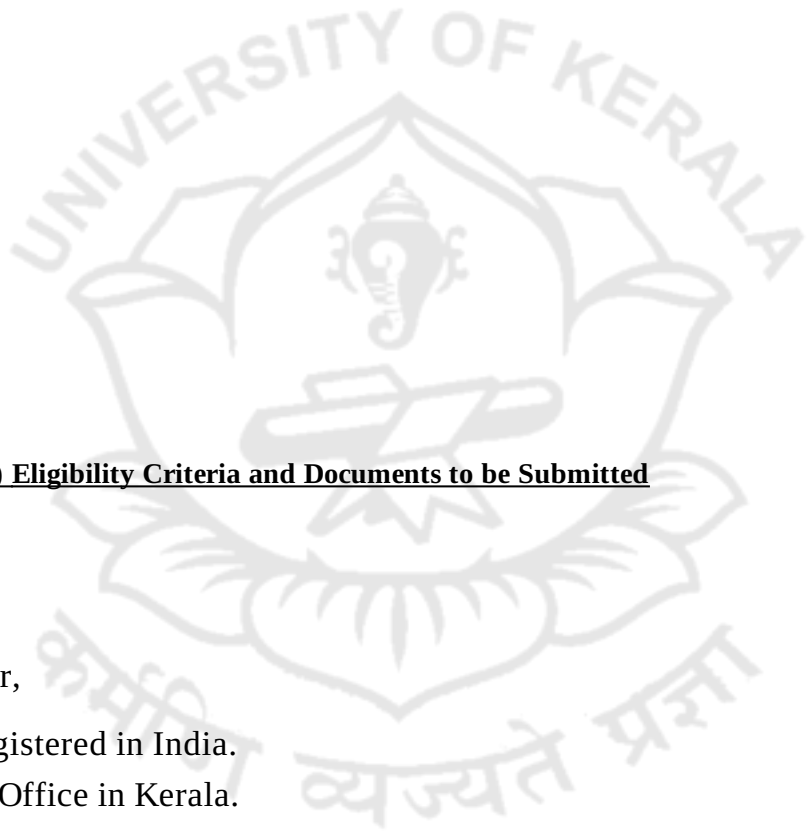 UNIVERSITY OF KERALA
) Eligibility Criteria and Documents to be Submitted
r,
gistered in India.
Office in Kerala.
कर्मणि व्यज्यते प्रज्ञा